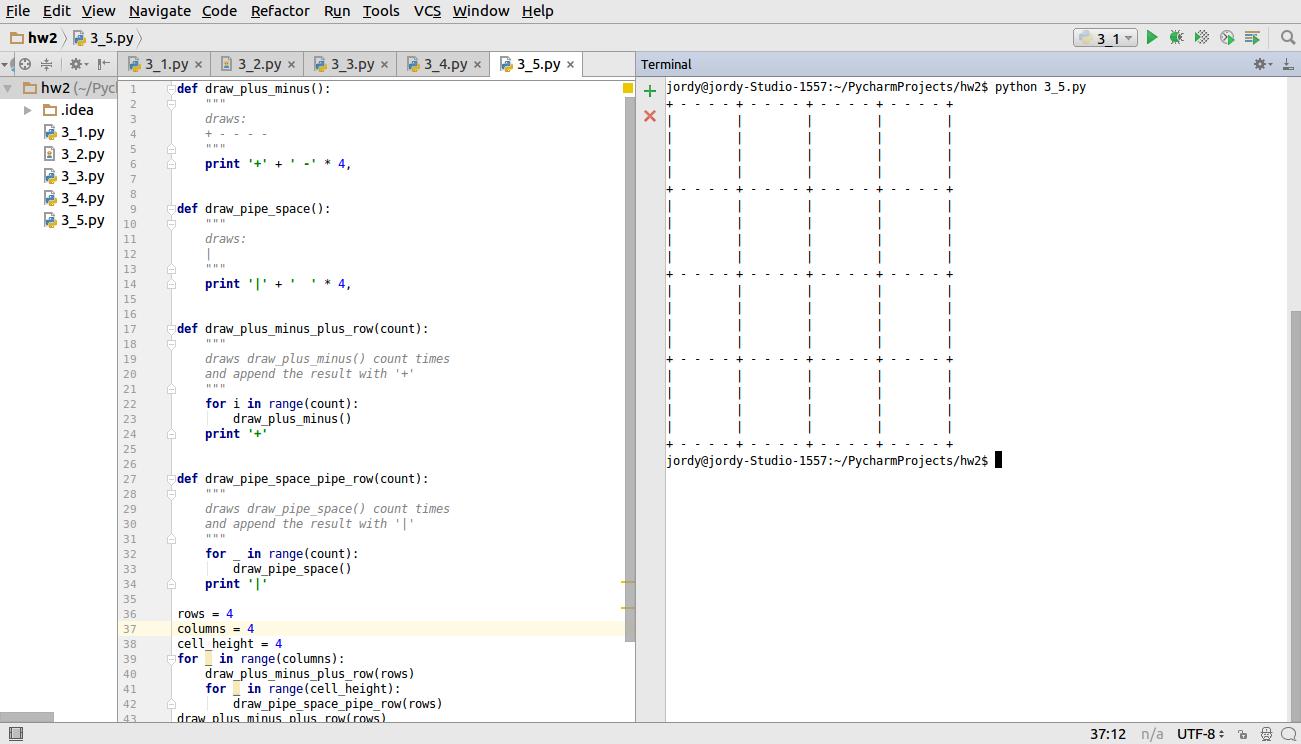 File Edit View Navigate Code Refactor Run Tools VCS Window Help
hw2 3_5.py 3_1
3_1.py × 3_2.py × 3_3.py × 3_4.py × 3_5.py ×
Terminal
hw2 (~/Pycl
.idea
3_1.py
3_2.py
3_3.py
3_4.py
3_5.py
1 def draw_plus_minus():
2     """
3     draws:
4     + - - - -
5     """
6     print '+' + ' -' * 4,
7
8
9 def draw_pipe_space():
10     """
11     draws:
12     |
13     """
14     print '|' + '  ' * 4,
15
16
17 def draw_plus_minus_plus_row(count):
18     """
19     draws draw_plus_minus() count times
20     and append the result with '+'
21     """
22     for i in range(count):
23         draw_plus_minus()
24     print '+'
25
26
27 def draw_pipe_space_pipe_row(count):
28     """
29     draws draw_pipe_space() count times
30     and append the result with '|'
31     """
32     for _ in range(count):
33         draw_pipe_space()
34     print '|'
35
36 rows = 4
37 columns = 4
38 cell_height = 4
39 for _ in range(columns):
40     draw_plus_minus_plus_row(rows)
41     for _ in range(cell_height):
42         draw_pipe_space_pipe_row(rows)
43 draw_plus_minus_plus_row(rows)
jordy@jordy-Studio-1557:~/PycharmProjects/hw2$ python 3_5.py
+ - - - - + - - - - + - - - - + - - - - +
|         |         |         |         |
|         |         |         |         |
|         |         |         |         |
|         |         |         |         |
+ - - - - + - - - - + - - - - + - - - - +
|         |         |         |         |
|         |         |         |         |
|         |         |         |         |
|         |         |         |         |
+ - - - - + - - - - + - - - - + - - - - +
|         |         |         |         |
|         |         |         |         |
|         |         |         |         |
|         |         |         |         |
+ - - - - + - - - - + - - - - + - - - - +
|         |         |         |         |
|         |         |         |         |
|         |         |         |         |
|         |         |         |         |
+ - - - - + - - - - + - - - - + - - - - +
jordy@jordy-Studio-1557:~/PycharmProjects/hw2$
37:12 n/a UTF-8